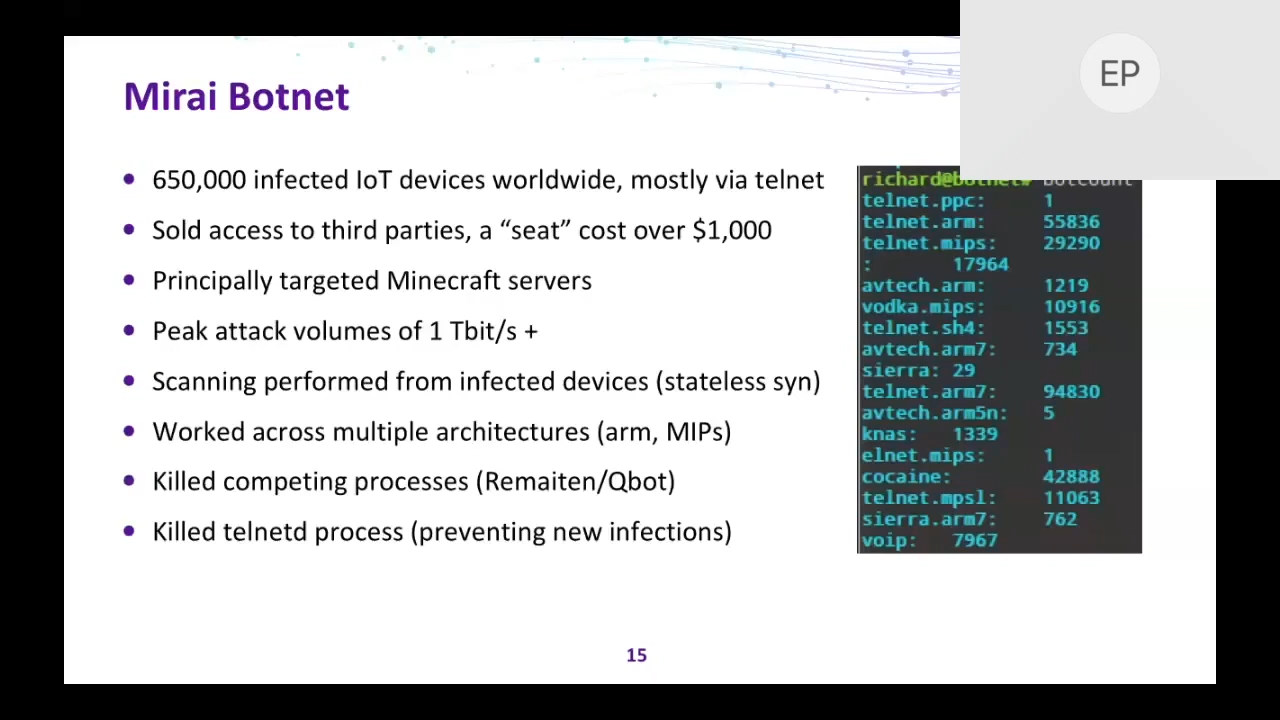 EP
Mirai Botnet
• 650,000 infected IoT devices worldwide, mostly via telnet
• Sold access to third parties, a “seat” cost over $1,000
• Principally targeted Minecraft servers
• Peak attack volumes of 1 Tbit/s +
• Scanning performed from infected devices (stateless syn)
• Worked across multiple architectures (arm, MIPs)
• Killed competing processes (Remaiten/Qbot)
• Killed telnetd process (preventing new infections)
richard@botnet# botcount
telnet.ppc: 1
telnet.arm: 55836
telnet.mips: 29290
: 17964
avtech.arm: 1219
vodka.mips: 10916
telnet.sh4: 1553
avtech.arm7: 734
sierra: 29
telnet.arm7: 94830
avtech.arm5n: 5
knas: 1339
elnet.mips: 1
cocaine: 42888
telnet.mpsl: 11063
sierra.arm7: 762
voip: 7967
15